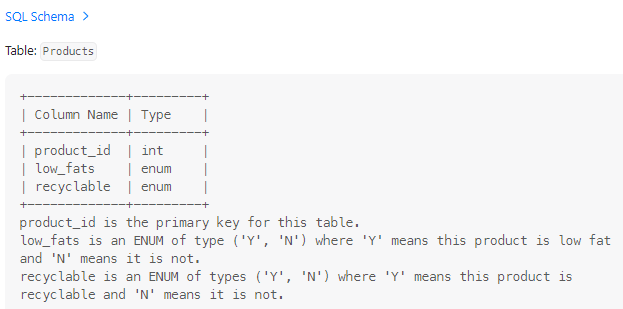 SQL Schema >
Table: Products
+-------------+---------+
| Column Name | Type    |
+-------------+---------+
| product_id  | int     |
| low_fats    | enum    |
| recyclable  | enum    |
+-------------+---------+
product_id is the primary key for this table.
low_fats is an ENUM of type ('Y', 'N') where 'Y' means this product is low fat
and 'N' means it is not.
recyclable is an ENUM of types ('Y', 'N') where 'Y' means this product is
recyclable and 'N' means it is not.